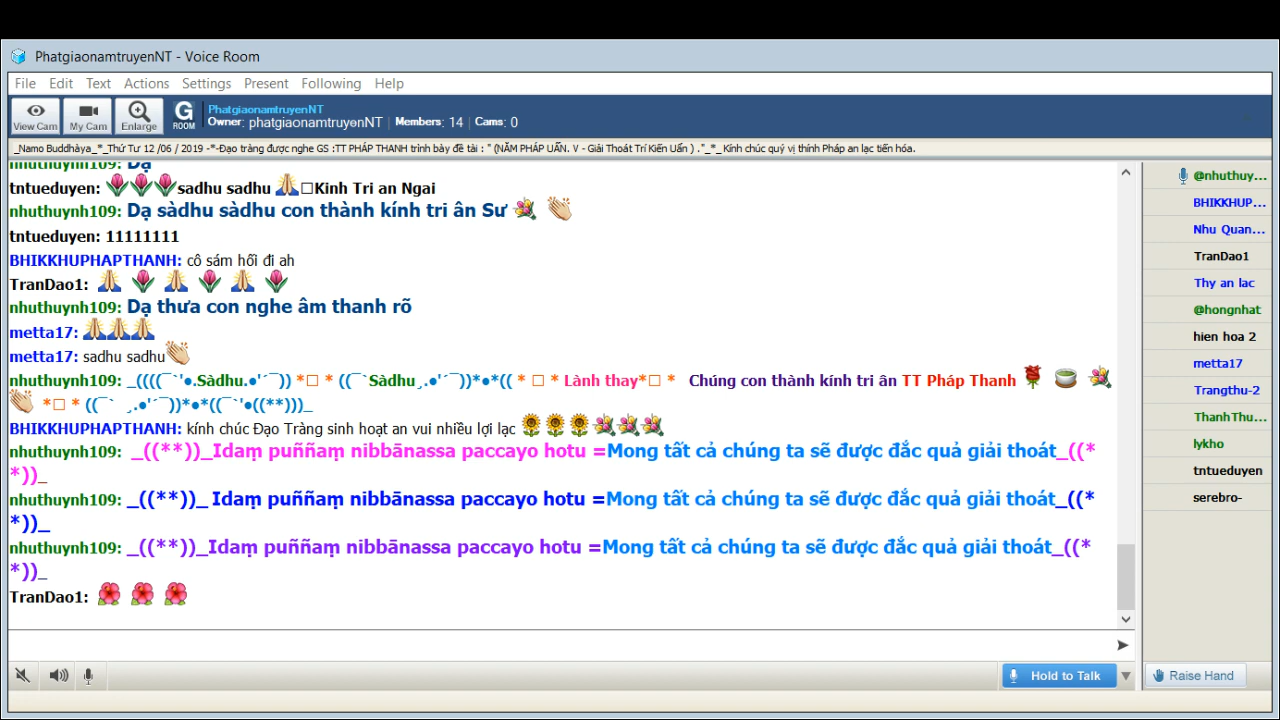 PhatgiaonamtruyenNT - Voice Room
File Edit Text Actions Settings Present Following Help
View Cam My Cam Enlarge G ROOM
PhatgiaonamtruyenNT
Owner: phatgiaonamtruyenNT | Members: 14 | Cams: 0
_Namo Buddhàya_*_Thứ Tư 12 /06 / 2019 -*-Đạo tràng được nghe GS :TT PHÁP THANH trình bày đề tài : " (NĂM PHÁP UẨN. V - Giải Thoát Trí Kiến Uẩn ) ."_*_ Kính chúc quý vị thính Pháp an lạc tiến hóa.
nhuthuynh109: Dạ
tntueduyen: 🌷🌷🌷sadhu sadhu 🙏□Kinh Tri an Ngai
nhuthuynh109: Dạ sàdhu sàdhu con thành kính tri ân Sư 💐 👏
tntueduyen: 11111111
BHIKKHUPHAPTHANH: cô sám hối đi ah
TranDao1: 🙏 🌷 🙏 🌷 🙏 🌷
nhuthuynh109: Dạ thưa con nghe âm thanh rõ
metta17: 🙏🙏🙏
metta17: sadhu sadhu👏
nhuthuynh109: _((((¯`'●.Sàdhu.●'´¯)) *□ * ((¯`Sàdhu¸.●'´¯))*●*(( * □ * Lành thay*□ * Chúng con thành kính tri ân TT Pháp Thanh 🌹 🍵 💐
👏 *□ * ((¯` ¸.●'´¯))*●*((¯`'●((**)))_
BHIKKHUPHAPTHANH: kính chúc Đạo Tràng sinh hoạt an vui nhiều lợi lạc 🌻🌻🌻💐💐💐
nhuthuynh109: _((**))_Idaṃ puññaṃ nibbānassa paccayo hotu =Mong tất cả chúng ta sẽ được đắc quả giải thoát_((*
*))_
nhuthuynh109: _((**))_ Idaṃ puññaṃ nibbānassa paccayo hotu =Mong tất cả chúng ta sẽ được đắc quả giải thoát_((*
*))_
nhuthuynh109: _((**))_Idaṃ puññaṃ nibbānassa paccayo hotu =Mong tất cả chúng ta sẽ được đắc quả giải thoát_((*
*))_
TranDao1: 🌺 🌺 🌺
@nhuthuy...
BHIKKHUP...
Nhu Quan...
TranDao1
Thy an lac
@hongnhat
hien hoa 2
metta17
Trangthu-2
ThanhThu...
lykho
tntueduyen
serebro-
Hold to Talk
Raise Hand